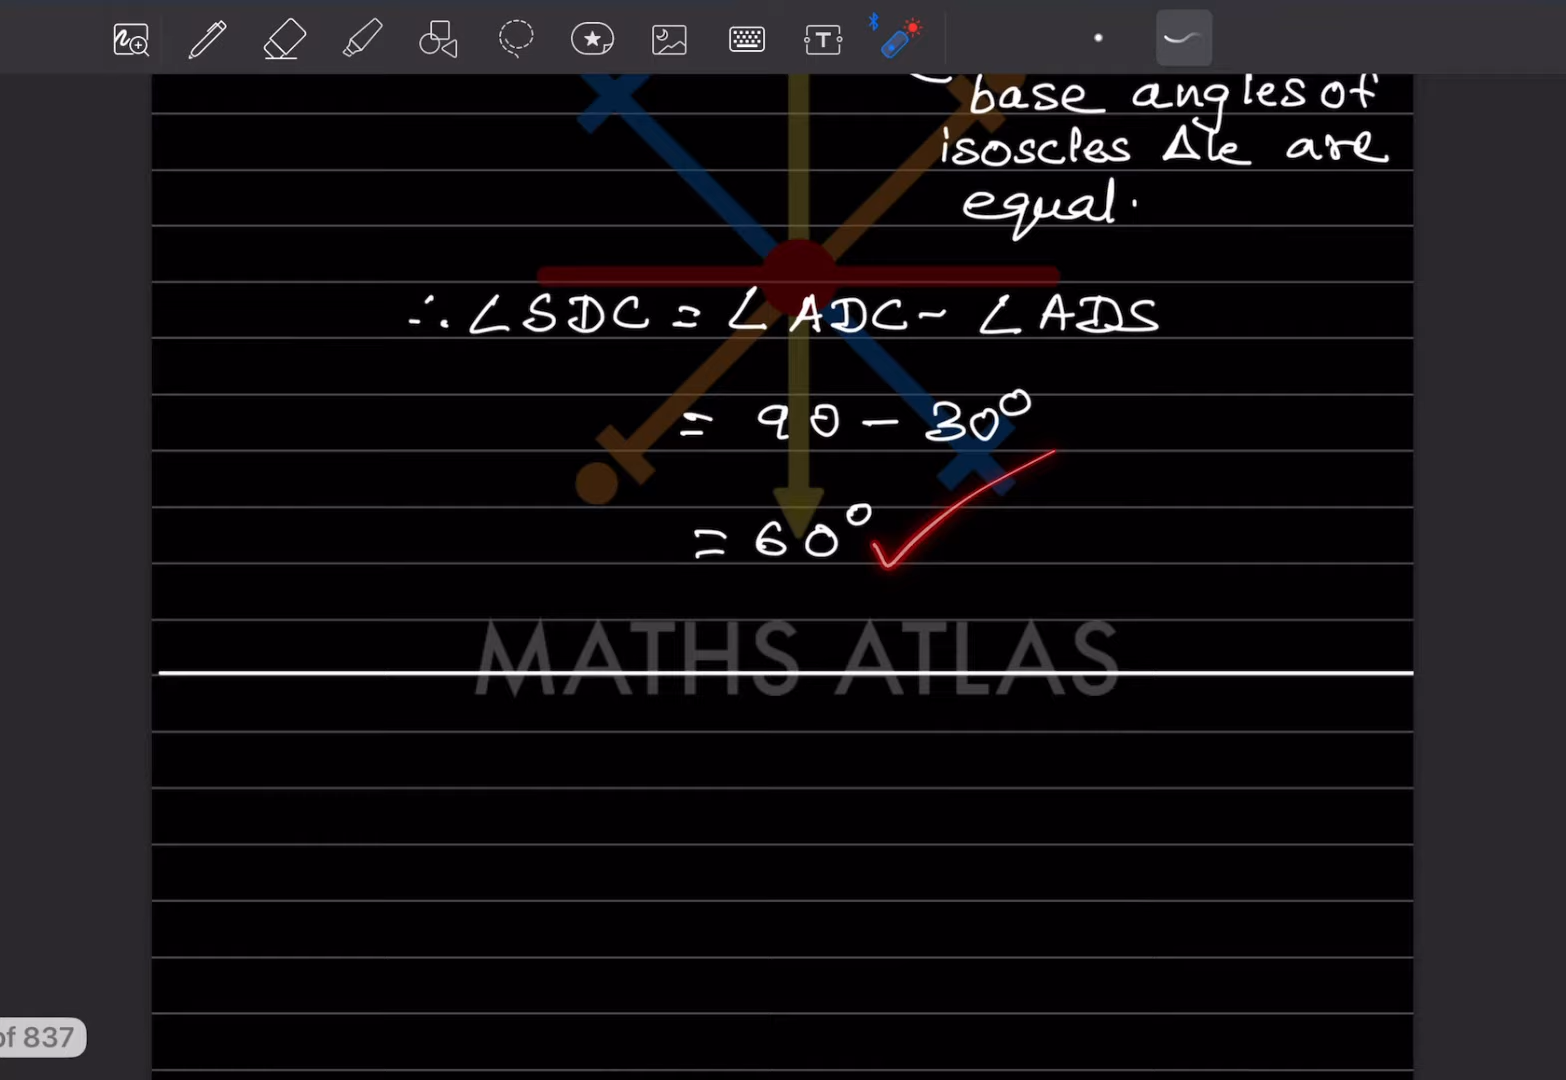 base angles of
isoscles Δle are
equal.
∴ ∠SDC = ∠ADC - ∠ADS
= 90 - 30°
= 60°
MATHS ATLAS
of 837